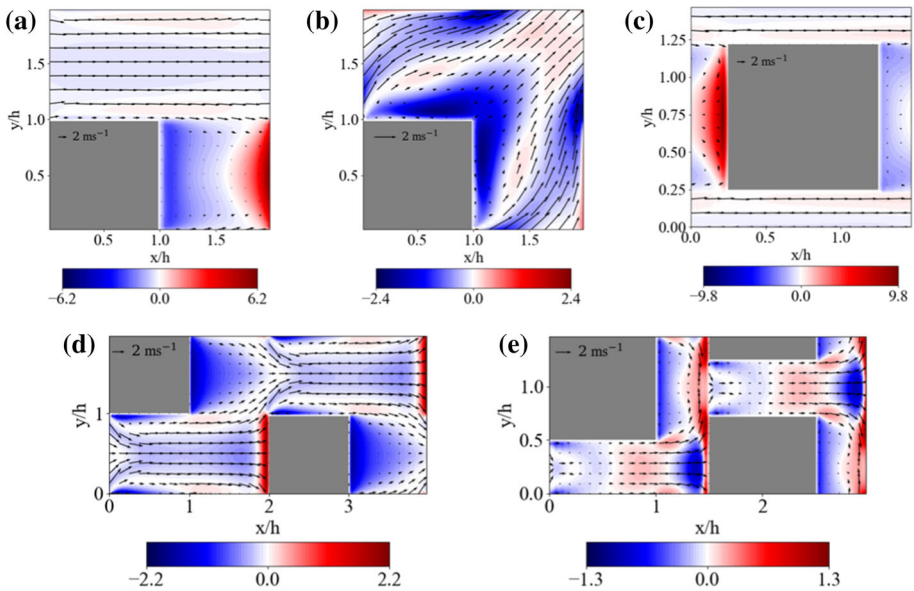 (a)
y/h
1.5
1.0
0.5
2 ms⁻¹
0.5 1.0 1.5
x/h
−6.2 0.0 6.2
(b)
y/h
1.5
1.0
0.5
2 ms⁻¹
0.5 1.0 1.5
x/h
−2.4 0.0 2.4
(c)
y/h
1.25
1.00
0.75
0.50
0.25
0.00
2 ms⁻¹
0.0 0.5 1.0
x/h
−9.8 0.0 9.8
(d)
y/h
1
0
2 ms⁻¹
0 1 2 3
x/h
−2.2 0.0 2.2
(e)
y/h
1.0
0.5
0.0
2 ms⁻¹
0 1 2
x/h
−1.3 0.0 1.3